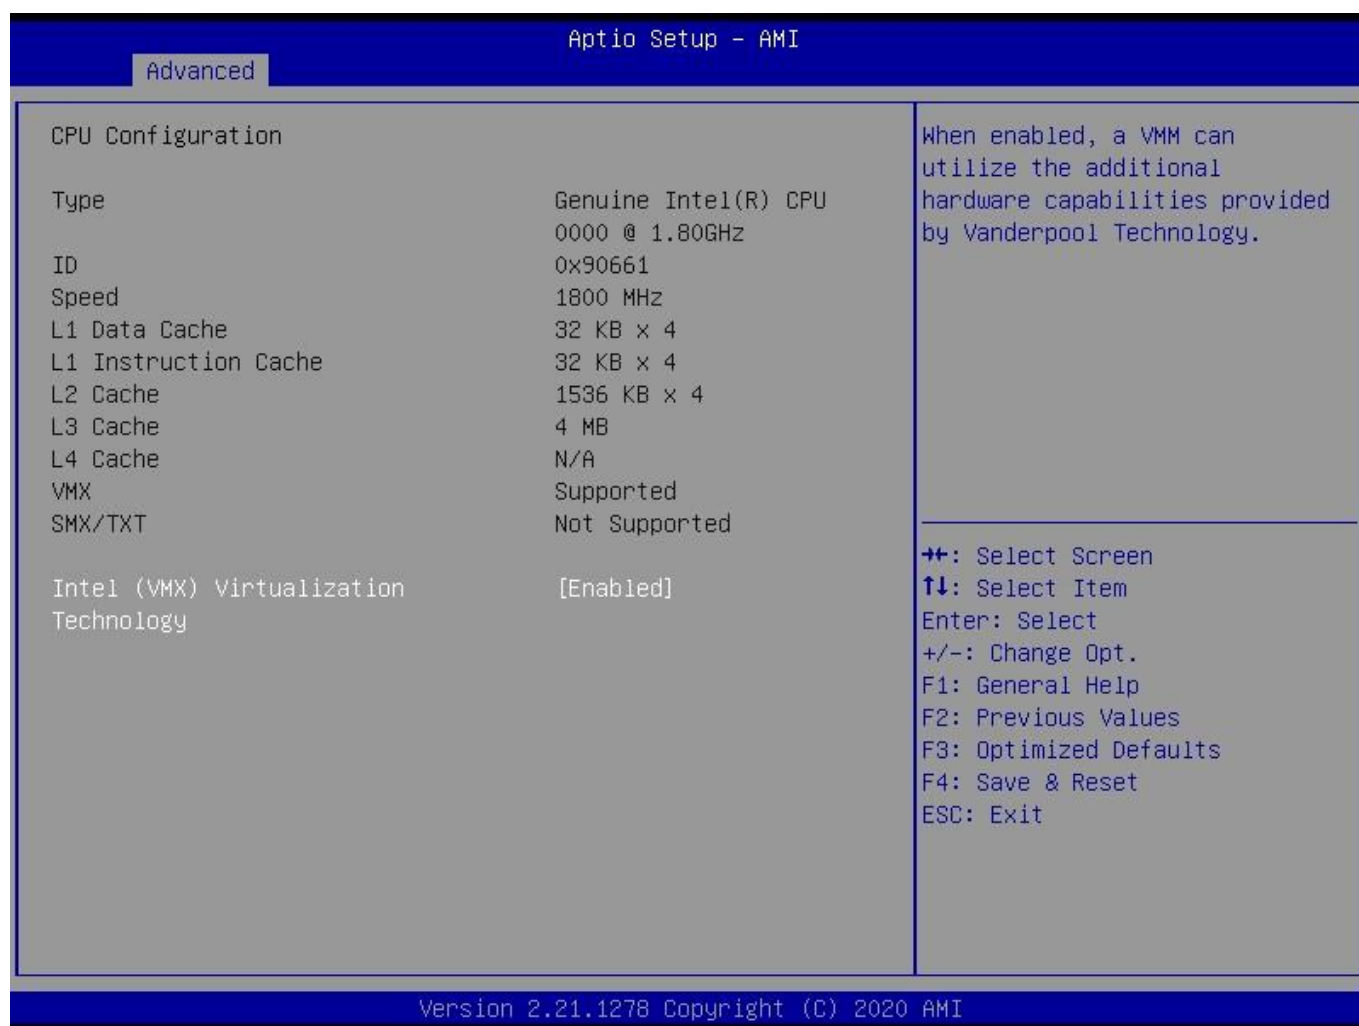 Aptio Setup – AMI
Advanced
CPU Configuration
Type Genuine Intel(R) CPU
0000 @ 1.80GHz
ID 0x90661
Speed 1800 MHz
L1 Data Cache 32 KB x 4
L1 Instruction Cache 32 KB x 4
L2 Cache 1536 KB x 4
L3 Cache 4 MB
L4 Cache N/A
VMX Supported
SMX/TXT Not Supported
Intel (VMX) Virtualization [Enabled]
Technology
When enabled, a VMM can
utilize the additional
hardware capabilities provided
by Vanderpool Technology.
→←: Select Screen
↑↓: Select Item
Enter: Select
+/-: Change Opt.
F1: General Help
F2: Previous Values
F3: Optimized Defaults
F4: Save & Reset
ESC: Exit
Version 2.21.1278 Copyright (C) 2020 AMI